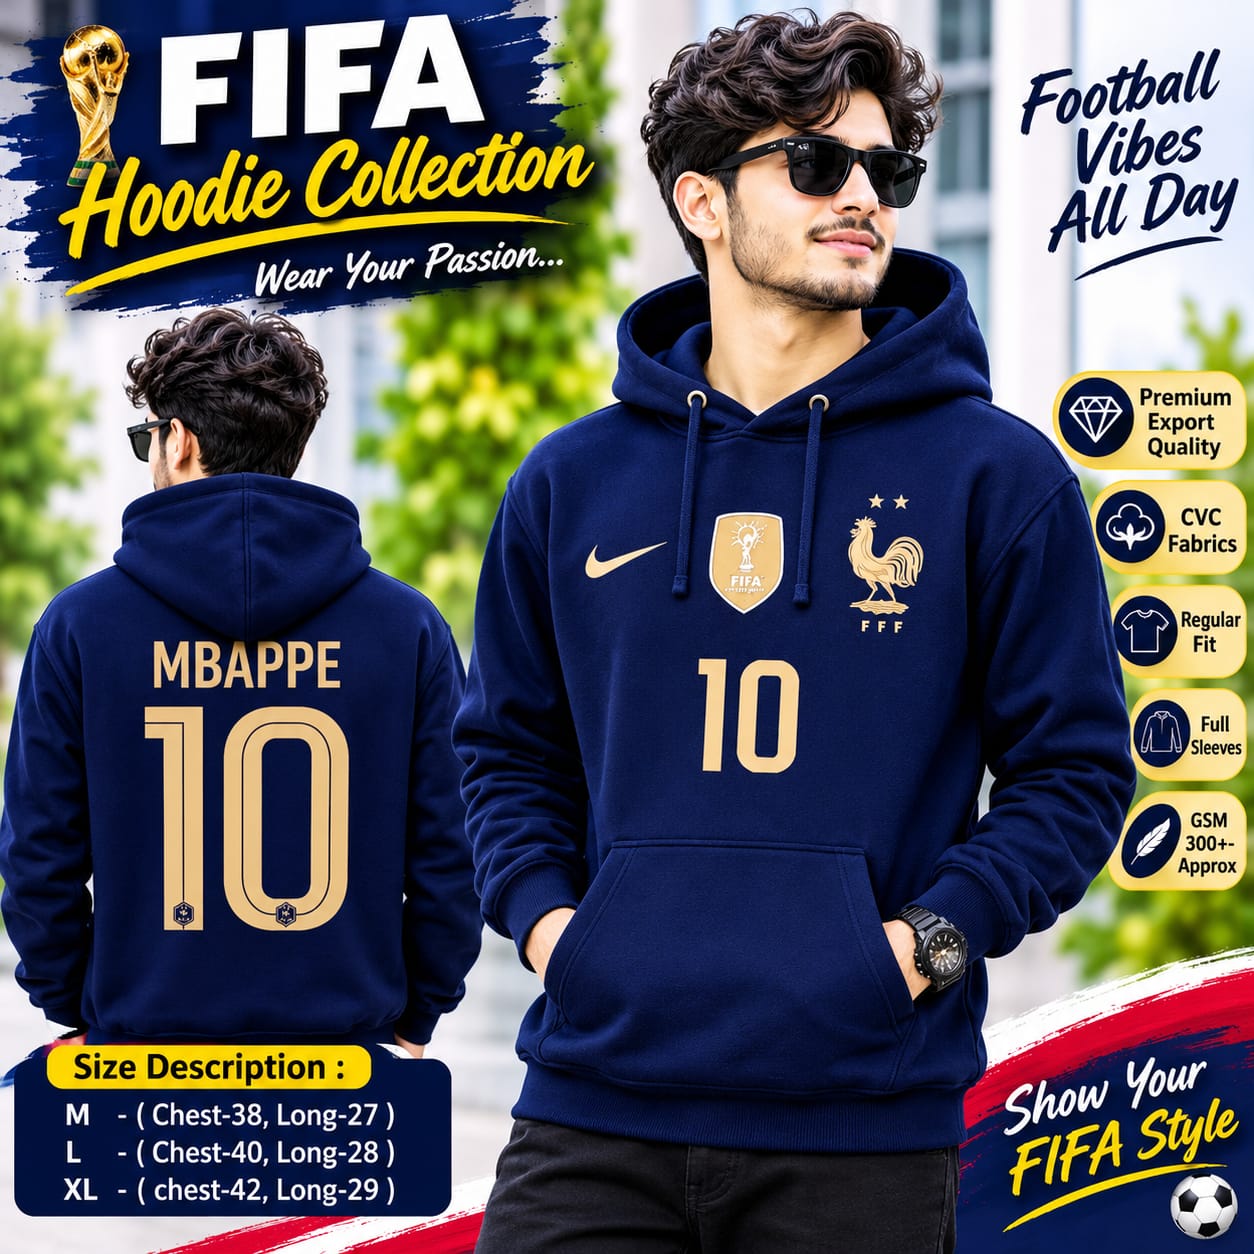 FIFA
Hoodie Collection
Wear Your Passion...
Football
Vibes
All Day
Premium
Export
Quality
CVC
Fabrics
Regular
Fit
Full
Sleeves
GSM
300+-
Approx
MBAPPE
10
FIFA
FFF
10
Size Description :
M - ( Chest-38, Long-27 )
L - ( Chest-40, Long-28 )
XL - ( chest-42, Long-29 )
Show Your
FIFA Style